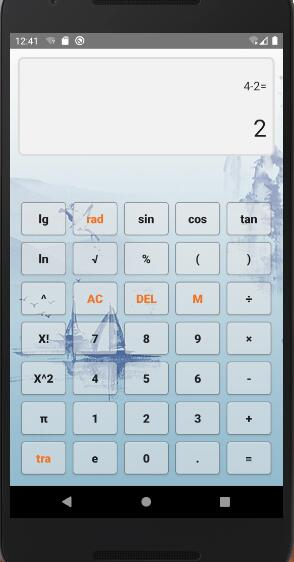 12:41
4-2=
2
lg rad sin cos tan
ln √ % ( )
^ AC DEL M ÷
X! 7 8 9 ×
X^2 4 5 6 -
π 1 2 3 +
tra e 0 . =